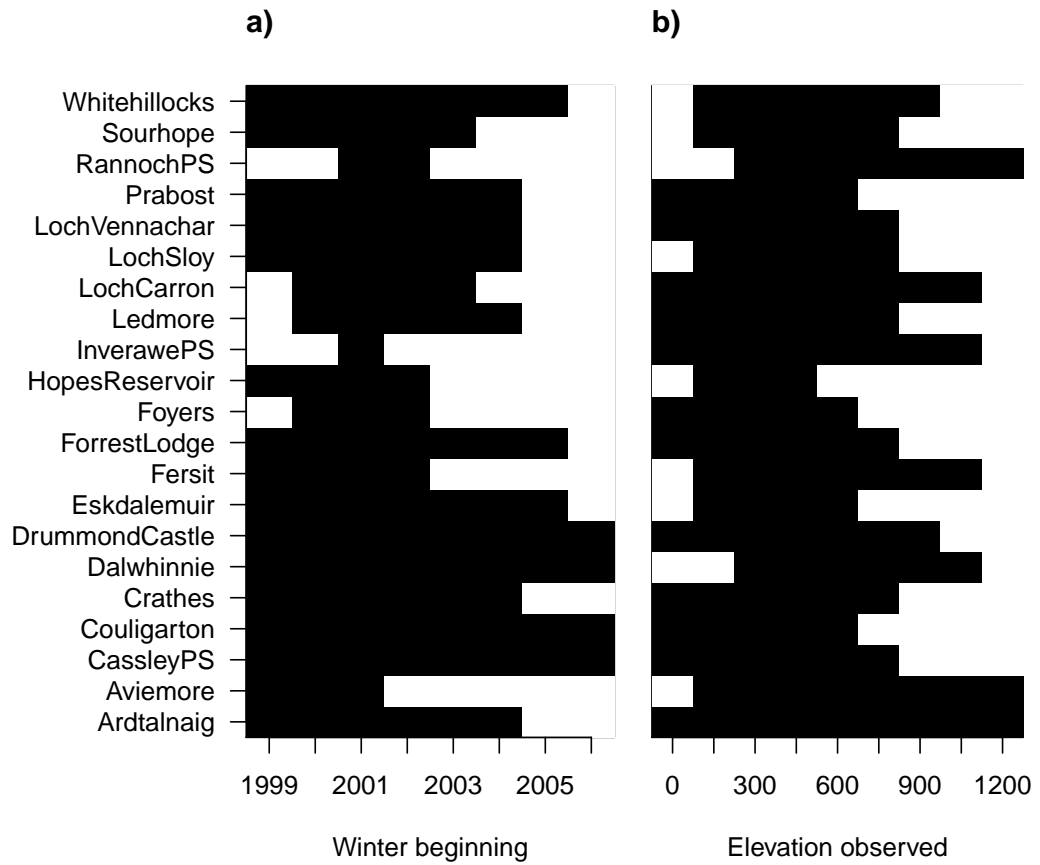 a) b)
Whitehillocks
Sourhope
RannochPS
Prabost
LochVennachar
LochSloy
LochCarron
Ledmore
InverawePS
HopesReservoir
Foyers
ForrestLodge
Fersit
Eskdalemuir
DrummondCastle
Dalwhinnie
Crathes
Couligarton
CassleyPS
Aviemore
Ardtalnaig
1999 2001 2003 2005 0 300 600 900 1200
Winter beginning Elevation observed